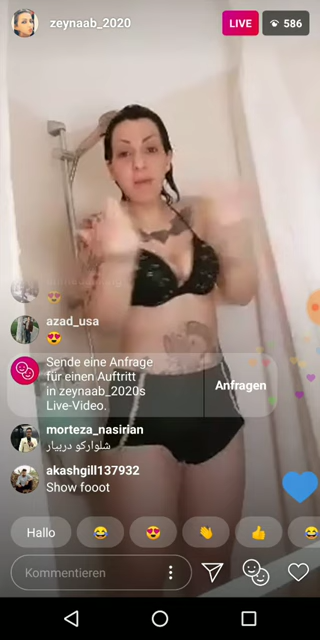 zeynaab_2020
LIVE
586
😍
azad_usa
😍
Sende eine Anfrage
für einen Auftritt
in zeynaab_2020s
Live-Video.
Anfragen
morteza_nasirian
شلوارکو دربیار
akashgill137932
Show fooot
Hallo
😂
😍
👏
👍
😂
Kommentieren